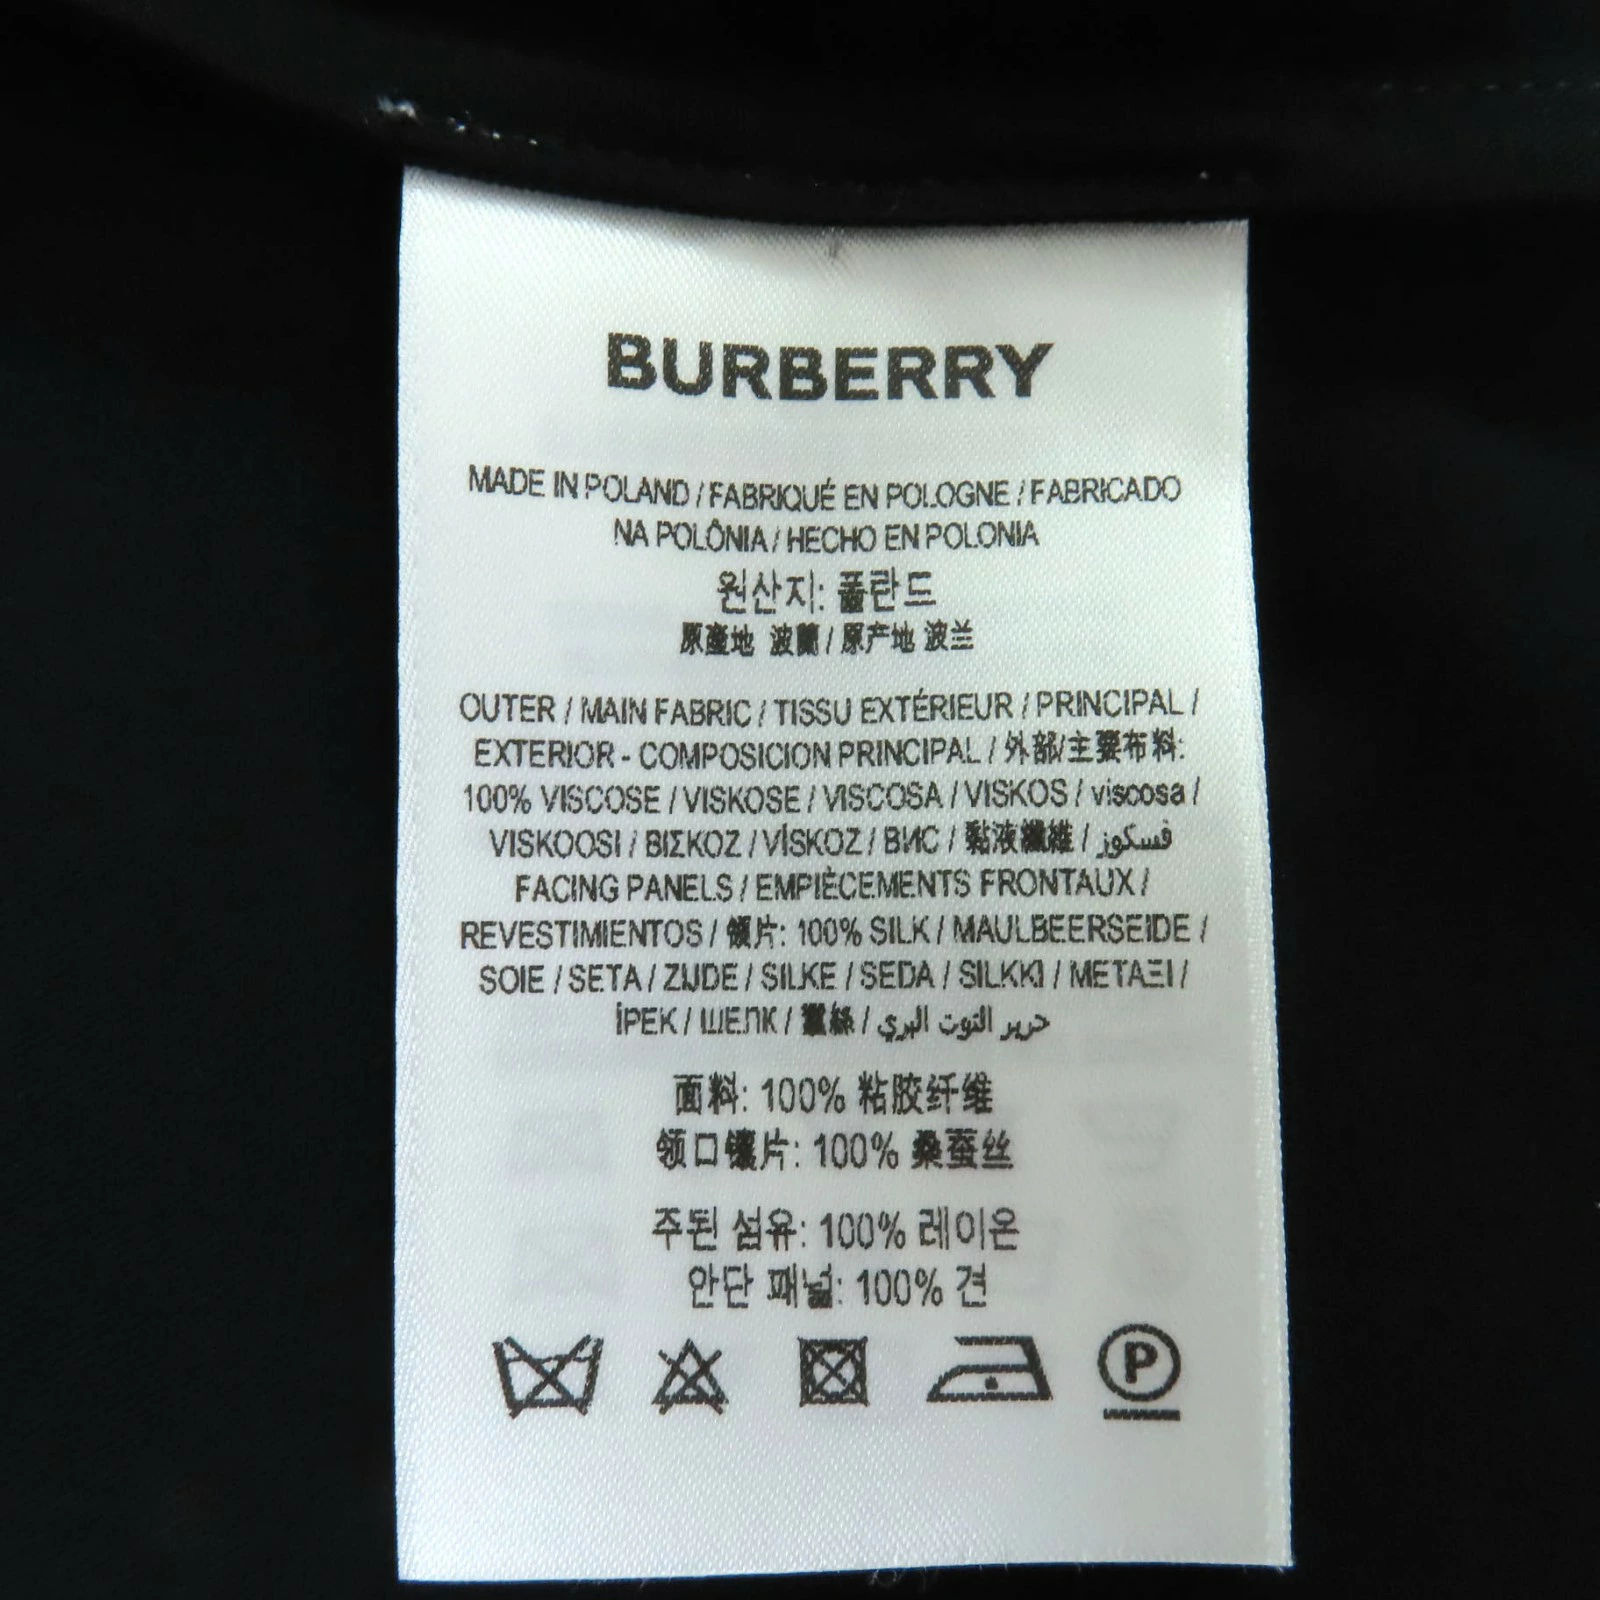 BURBERRY
MADE IN POLAND / FABRIQUÉ EN POLOGNE / FABRICADO
NA POLÔNIA / HECHO EN POLONIA
원산지: 폴란드
原產地 波蘭 / 原产地 波兰
OUTER / MAIN FABRIC / TISSU EXTÉRIEUR / PRINCIPAL /
EXTERIOR - COMPOSICION PRINCIPAL / 外部/主要布料:
100% VISCOSE / VISKOSE / VISCOSA / VISKOS / viscosa /
VISKOOSI / ΒΙΣΚΟΖ / VİSKOZ / ВИС / 黏液纖維 / فسكوز
FACING PANELS / EMPIÈCEMENTS FRONTAUX /
REVESTIMIENTOS / 领片: 100% SILK / MAULBEERSEIDE /
SOIE / SETA / ZIJDE / SILKE / SEDA / SILKKI / ΜΕΤΑΞΙ /
İPEK / ШЕЛК / 蠶絲 / حرير التوت البري
面料: 100% 粘胶纤维
领口镶片: 100% 桑蚕丝
주된 섬유: 100% 레이온
안단 패널: 100% 견
P